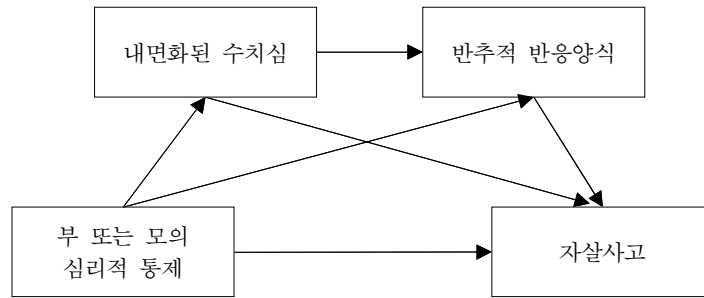 내면화된 수치심
반추적 반응양식
부 또는 모의
심리적 통제
자살사고